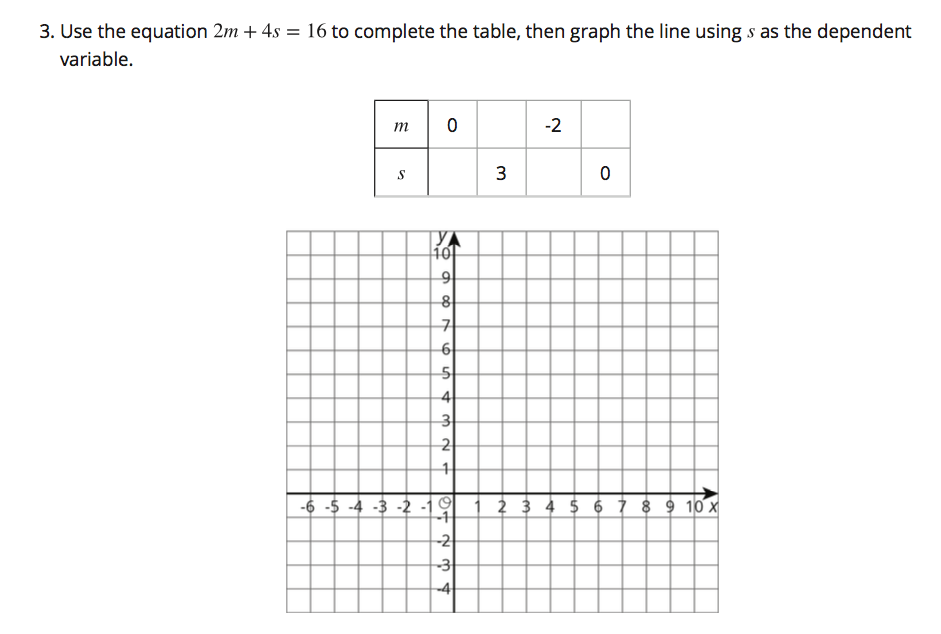 3. Use the equation 2m + 4s = 16 to complete the table, then graph the line using s as the dependent
variable.
m 0 -2
s 3 0
y
10
9
8
7
6
5
4
3
2
1
-6 -5 -4 -3 -2 -1 O 1 2 3 4 5 6 7 8 9 10 x
-1
-2
-3
-4